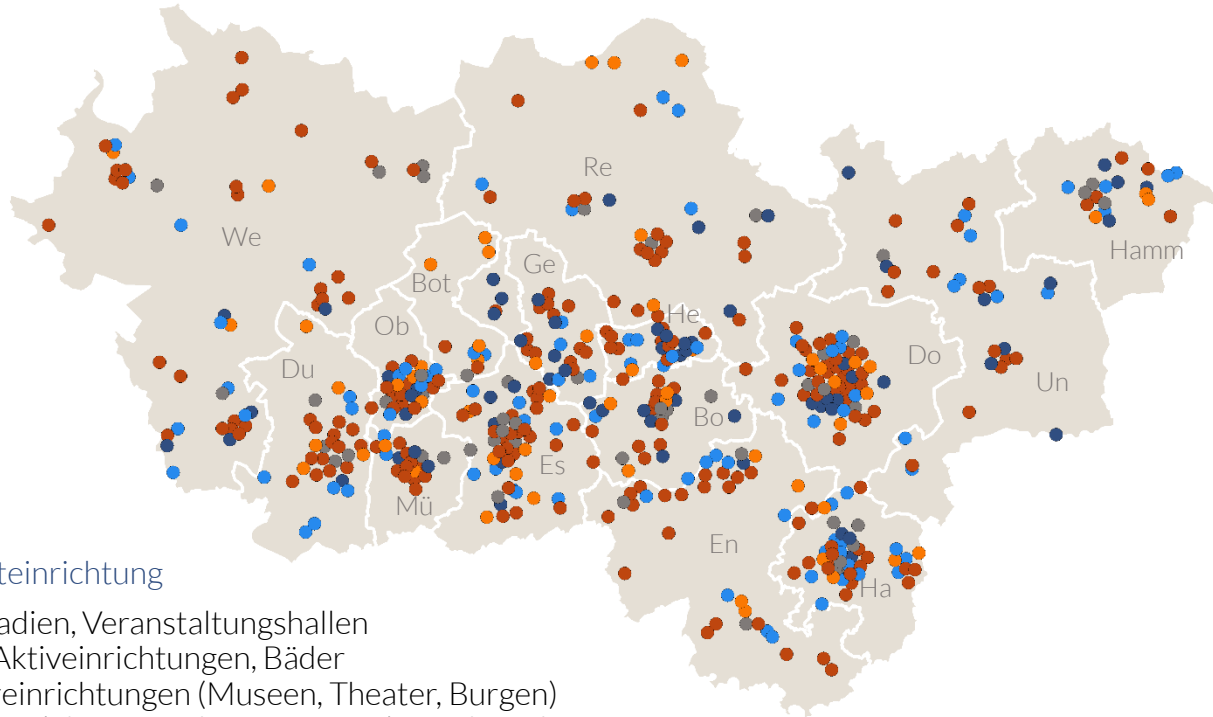 Re
We
Hamm
Ge
Bot
He
Ob
Do
Du
Un
Bo
Es
Mü
En
Ha
teinrichtung
adien, Veranstaltungshallen
Aktiveinrichtungen, Bäder
reinrichtungen (Museen, Theater, Burgen)